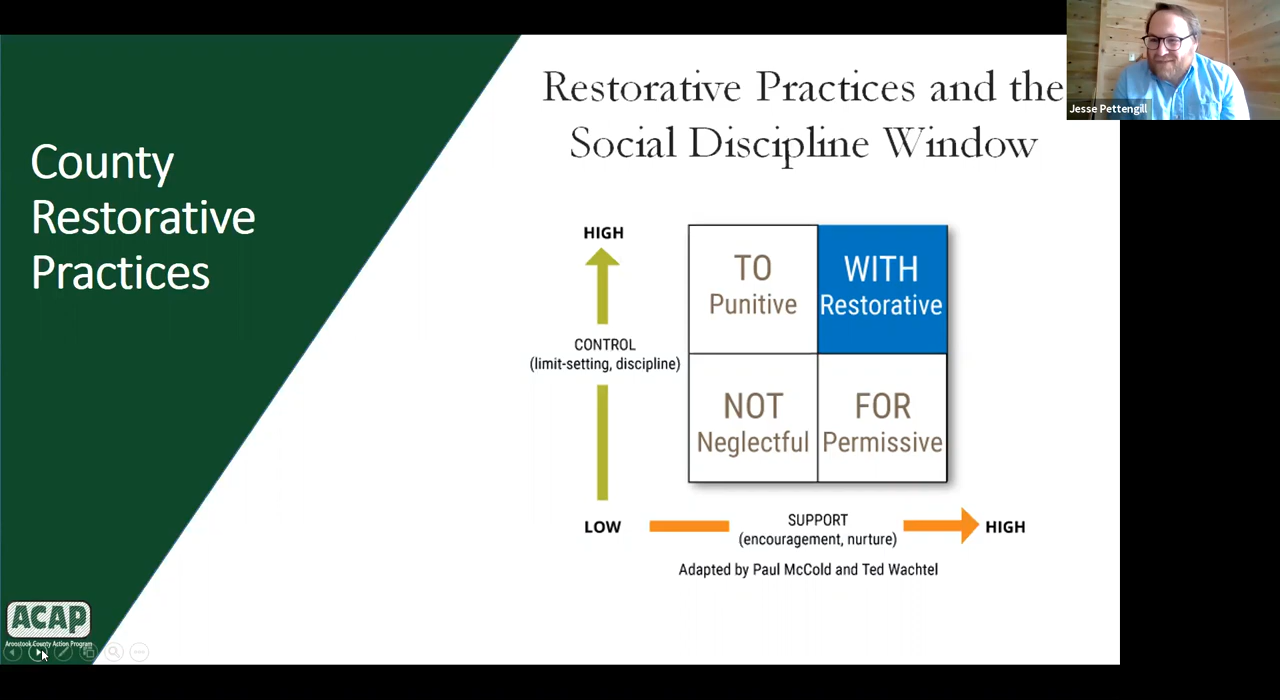 Restorative Practices and the
Social Discipline Window
Jesse Pettengill
County
Restorative
Practices
HIGH
CONTROL
(limit-setting, discipline)
LOW
TO
Punitive
WITH
Restorative
NOT
Neglectful
FOR
Permissive
SUPPORT
(encouragement, nurture)
HIGH
Adapted by Paul McCold and Ted Wachtel
ACAP
Aroostook County Action Program